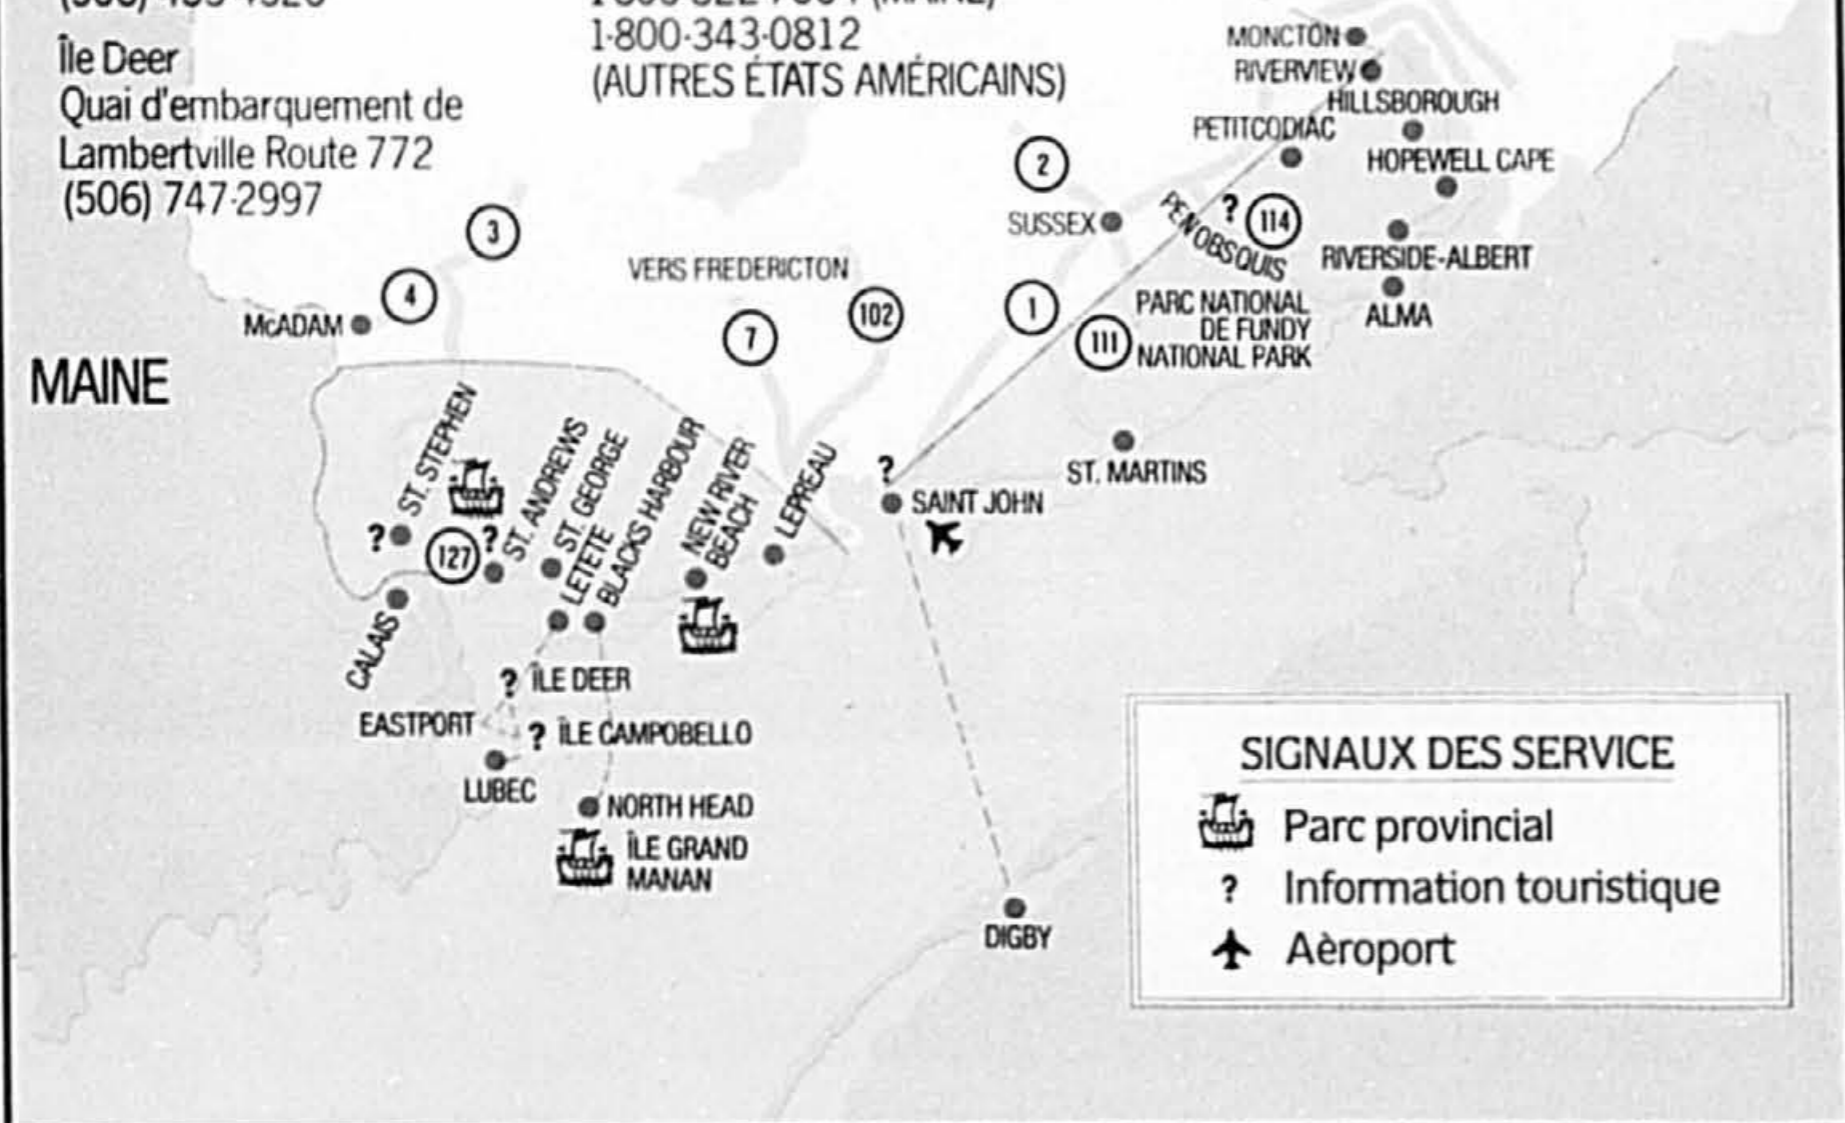 Île Deer
Quai d'embarquement de
Lambertville Route 772
(506) 747-2997
1-800-343-0812
(AUTRES ÉTATS AMÉRICAINS)
MONCTON
RIVERVIEW
HILLSBOROUGH
PETITCODIAC
HOPEWELL CAPE
2
SUSSEX
PENOBSQUIS
?
114
RIVERSIDE-ALBERT
ALMA
3
4
McADAM
VERS FREDERICTON
7
102
1
111
PARC NATIONAL
DE FUNDY
NATIONAL PARK
MAINE
ST. STEPHEN
?
127
?
ST. ANDREWS
ST. GEORGE
LETETE
BLACKS HARBOUR
NEW RIVER
BEACH
LEPREAU
?
SAINT JOHN
ST. MARTINS
CALAIS
? ÎLE DEER
EASTPORT
? ÎLE CAMPOBELLO
LUBEC
NORTH HEAD
ÎLE GRAND
MANAN
DIGBY
SIGNAUX DES SERVICE
Parc provincial
? Information touristique
Aèroport